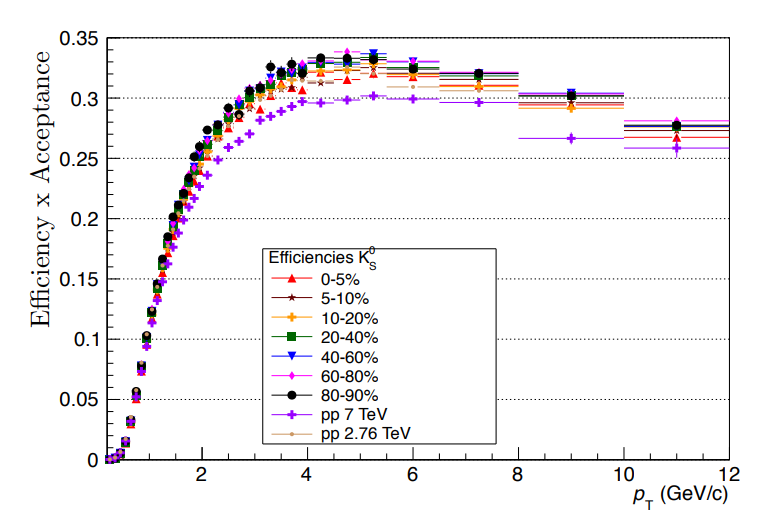 Efficiency x Acceptance
0.35
0.3
0.25
0.2
0.15
0.1
0.05
0
Efficiencies K⁰_S
0-5%
5-10%
10-20%
20-40%
40-60%
60-80%
80-90%
pp 7 TeV
pp 2.76 TeV
2 4 6 8 10 12
p_T (GeV/c)